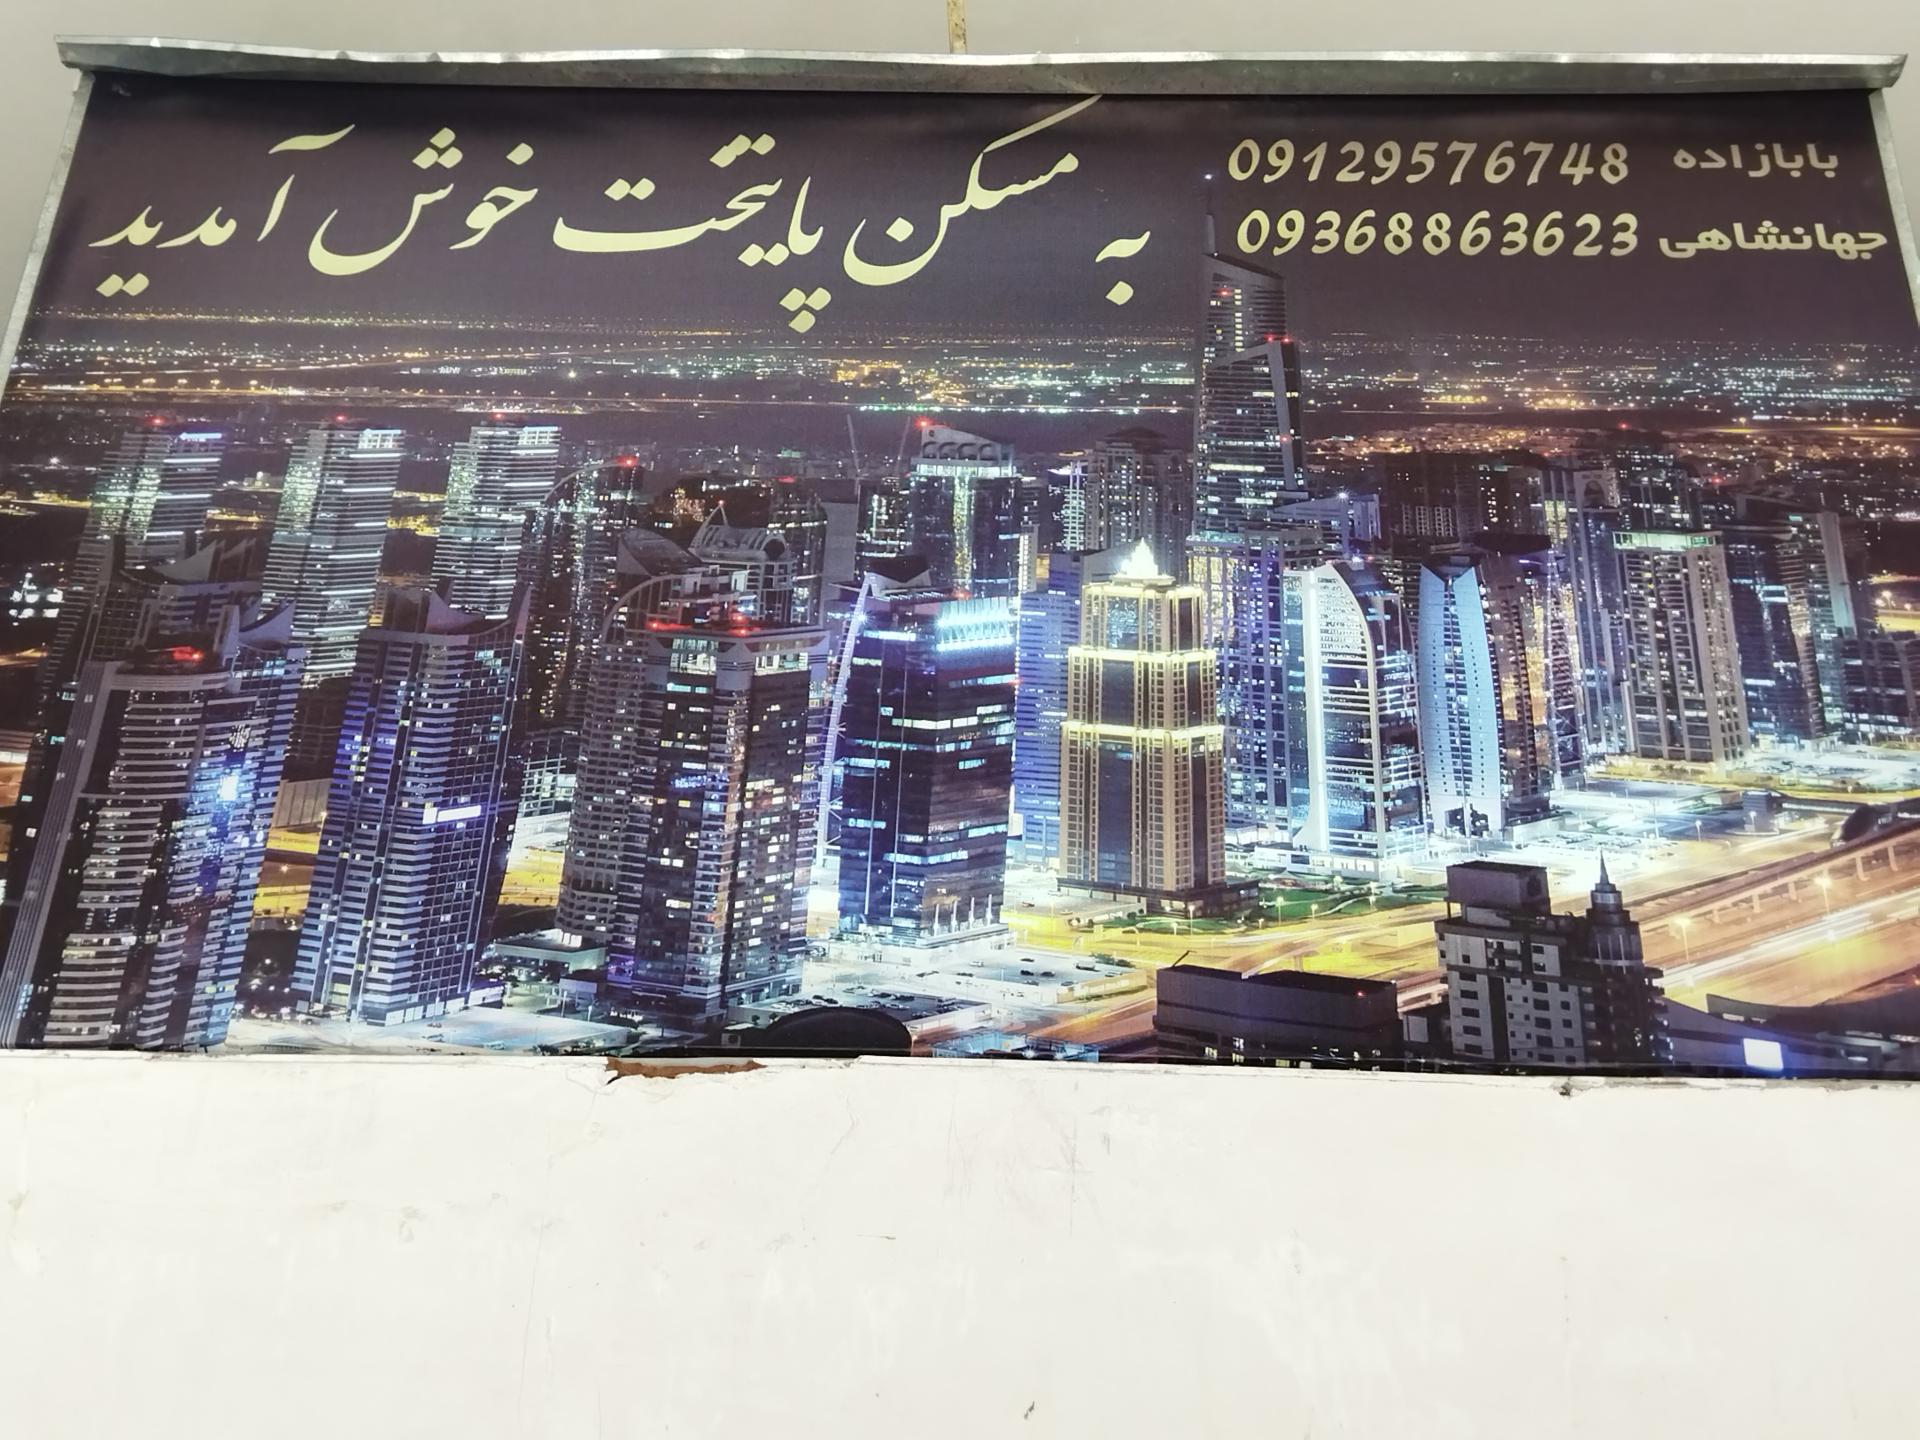 به مسکن پایتخت خوش آمدید
بابازاده 09129576748
جهانشاهی 09368863623